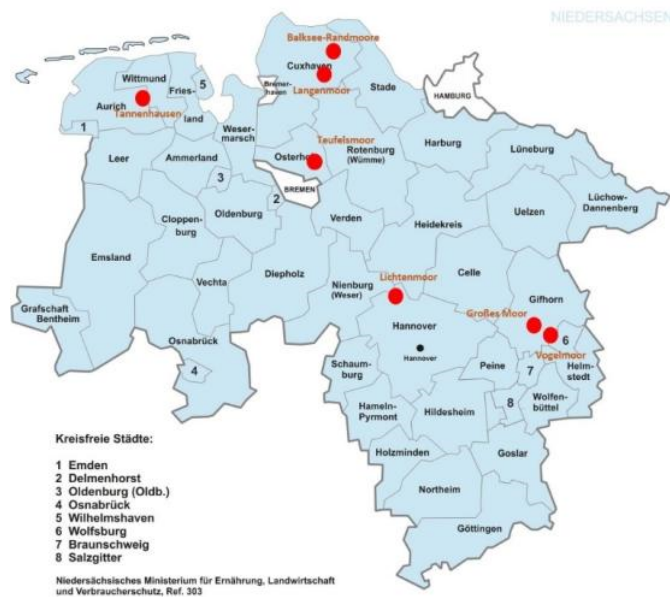 NIEDERSACHSEN
Balksee-Randmoore
Cuxhaven
Wittmund
5
Bremer-
haven
Langenmoor
Stade
HAMBURG
Aurich
Fries-
land
Tannenhausen
1
Weser-
marsch
Teufelsmoor
Leer
Ammerland
Osterho
Rotenburg
(Wümme)
Harburg
Lüneburg
3
2
BREMEN
Oldenburg
Cloppen-
burg
Verden
Heidekreis
Uelzen
Lüchow-
Dannenberg
Emsland
Vechta
Diepholz
Nienburg
(Weser)
Lichtenmoor
Celle
Gifhorn
Grafschaft
Bentheim
Osnabrück
4
Hannover
Hannover
Großes Moor
6
Vogelmoor
Schaum-
burg
Peine
7
Helm-
stedt
Hameln-
Pyrmont
Hildesheim
8
Wolfen-
büttel
Holzminden
Goslar
Northeim
Göttingen
Kreisfreie Städte:
1 Emden
2 Delmenhorst
3 Oldenburg (Oldb.)
4 Osnabrück
5 Wilhelmshaven
6 Wolfsburg
7 Braunschweig
8 Salzgitter
Niedersächsisches Ministerium für Ernährung, Landwirtschaft
und Verbraucherschutz, Ref. 303